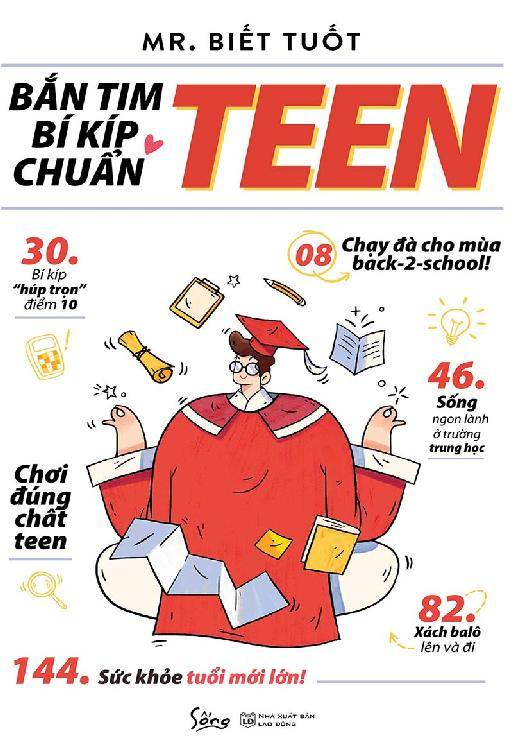 MR. BIẾT TUỐT
BẮN TIM
BÍ KÍP
CHUẨN
TEEN
30.
Bí kíp
"húp trọn"
điểm 10
08
Chạy đà cho mùa
back-2-school!
46.
Sống
ngon lành
ở trường
trung học
Chơi
đúng
chất
teen
82.
Xách balô
lên và đi
144. Sức khỏe tuổi mới lớn!
Sống
LĐ
NHÀ XUẤT BẢN
LAO ĐỘNG